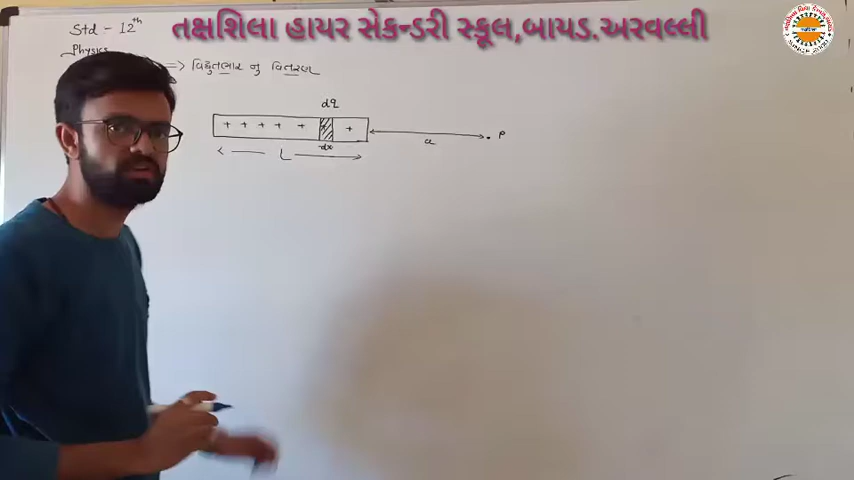 તક્ષશિલા હાયર સેકન્ડરી સ્કૂલ,બાયડ.અરવલ્લી
Std - 12th
Physics
=> વિદ્યુતભાર નુ વિતરણ
dq
+ + + + + +
a
P
dx
L